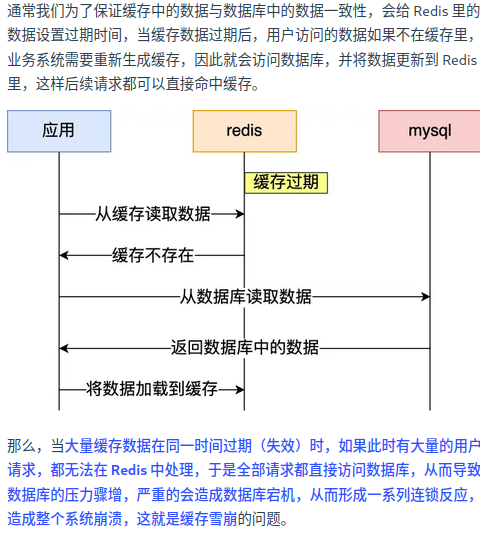 通常我们为了保证缓存中的数据与数据库中的数据一致性，会给 Redis 里的
数据设置过期时间，当缓存数据过期后，用户访问的数据如果不在缓存里，
业务系统需要重新生成缓存，因此就会访问数据库，并将数据更新到 Redis
里，这样后续请求都可以直接命中缓存。
应用
redis
mysql
缓存过期
从缓存读取数据
缓存不存在
从数据库读取数据
返回数据库中的数据
将数据加载到缓存
那么，当大量缓存数据在同一时间过期（失效）时，如果此时有大量的用户
请求，都无法在 Redis 中处理，于是全部请求都直接访问数据库，从而导致
数据库的压力骤增，严重的会造成数据库宕机，从而形成一系列连锁反应，
造成整个系统崩溃，这就是缓存雪崩的问题。